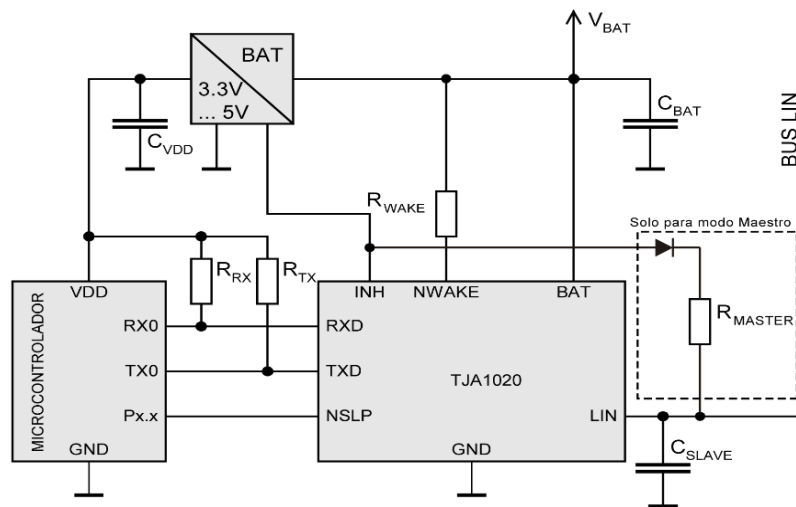 V_BAT
BAT
3.3V
... 5V
C_VDD
C_BAT
BUS LIN
R_WAKE
Solo para modo Maestro
R_RX
R_TX
R_MASTER
MICROCONTROLADOR
VDD
RX0
TX0
Px.x
GND
INH
NWAKE
BAT
RXD
TXD
NSLP
TJA1020
LIN
GND
C_SLAVE